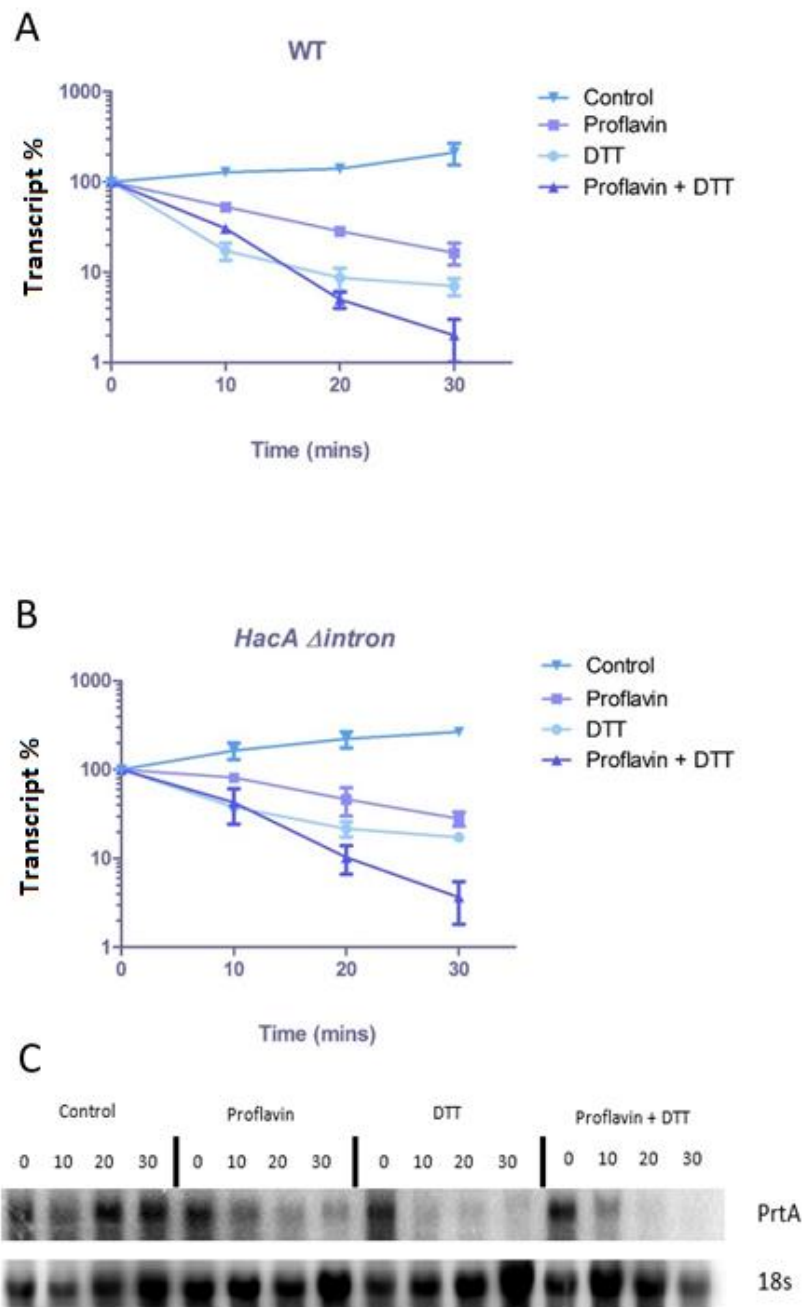 A
WT
1000
100
10
1
Transcript %
0 10 20 30
Time (mins)
Control
Proflavin
DTT
Proflavin + DTT
B
HacA Δintron
1000
100
10
1
Transcript %
0 10 20 30
Time (mins)
Control
Proflavin
DTT
Proflavin + DTT
C
Control Proflavin DTT Proflavin + DTT
0 10 20 30 0 10 20 30 0 10 20 30 0 10 20 30
PrtA
18s